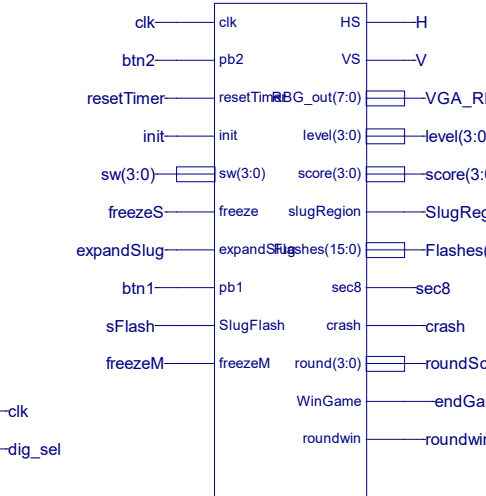 clk clk HS H
btn2 pb2 VS V
resetTimer resetTimer RBG_out(7:0) VGA_R
init init level(3:0) level(3:0
sw(3:0) sw(3:0) score(3:0) score(3:
freezeS freeze slugRegion SlugReg
expandSlug expandSlug Flashes(15:0) Flashes(
btn1 pb1 sec8 sec8
sFlash SlugFlash crash crash
freezeM freezeM round(3:0) roundSc
WinGame endGa
clk
roundwin roundwi
dig_sel